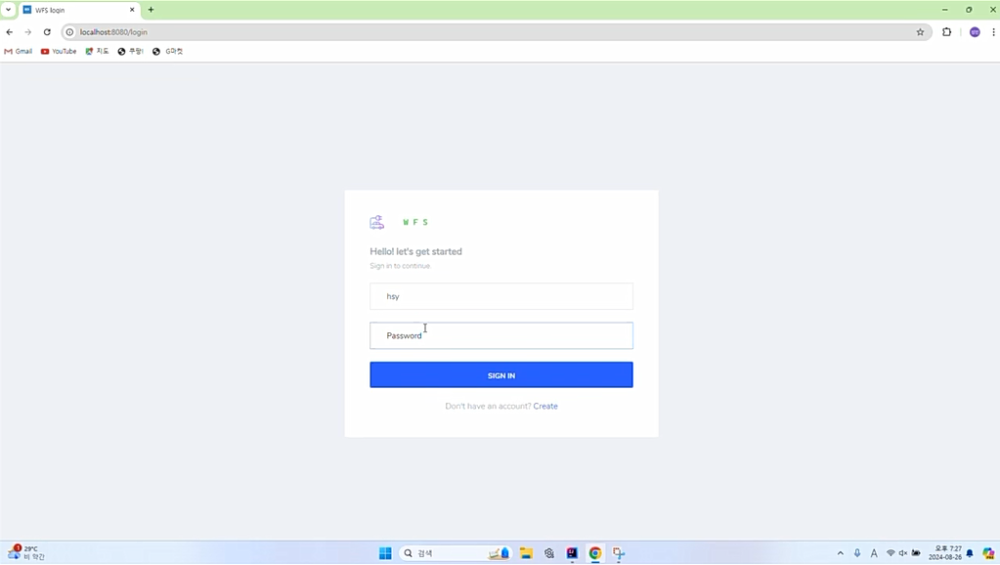 WFS login
localhost:8080/login
Gmail YouTube 지도 쿠팡! G마켓
W F S
Hello! let's get started
Sign in to continue.
hsy
Password
SIGN IN
Don't have an account? Create
1
29°C
비 약간
검색
A
오후 7:27
2024-08-26